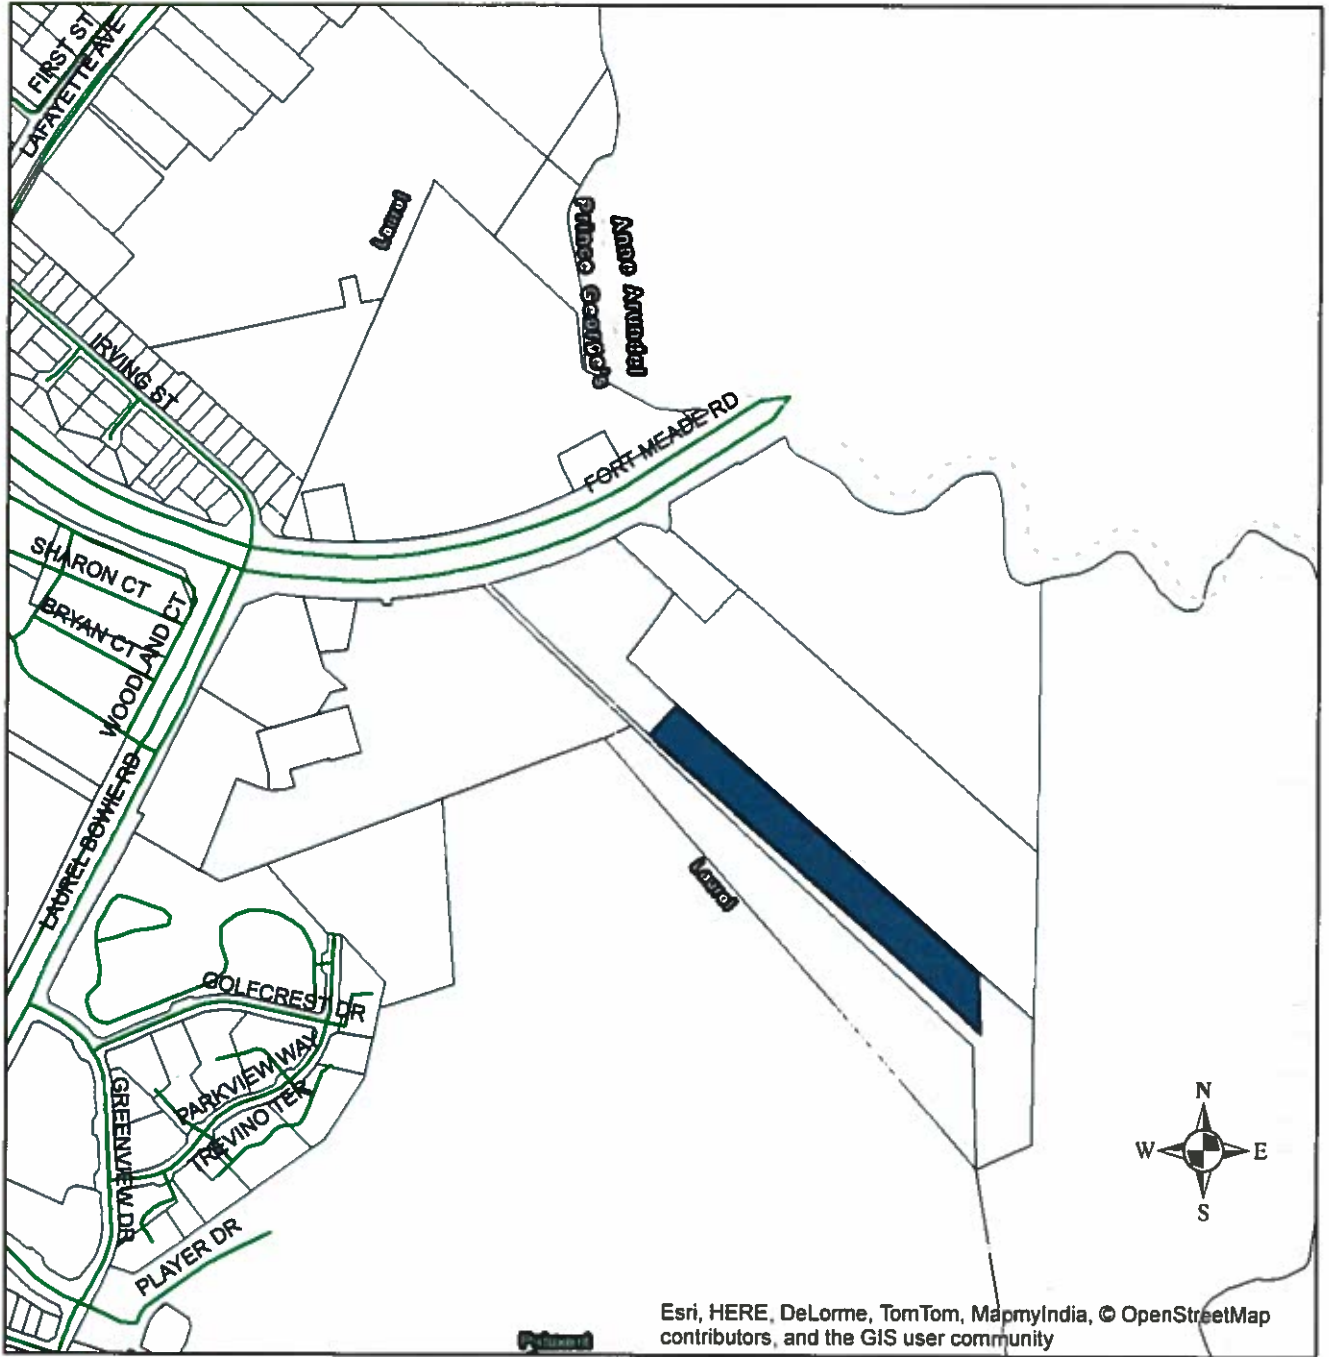 FIRST ST
LAFAYETTE AVE
Laurel
Prince George's
Anne Arundel
IRVING ST
FORT MEADE RD
SHARON CT
BRYAN CT
WOODLAND CT
LAUREL BOWIE RD
Laurel
GOLFCREST DR
PARKVIEW WAY
TREVINO TER
GREENVIEW DR
PLAYER DR
N
W
E
S
Esri, HERE, DeLorme, TomTom, MapmyIndia, © OpenStreetMap
contributors, and the GIS user community